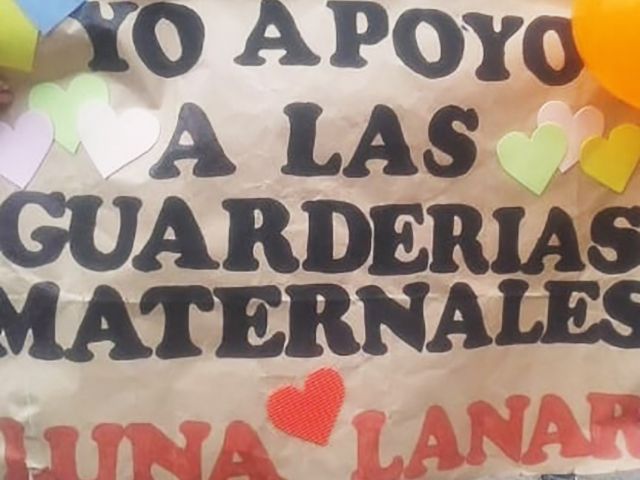 YO APOYO
A LAS
GUARDERIAS
MATERNALES
LUNA LANAR